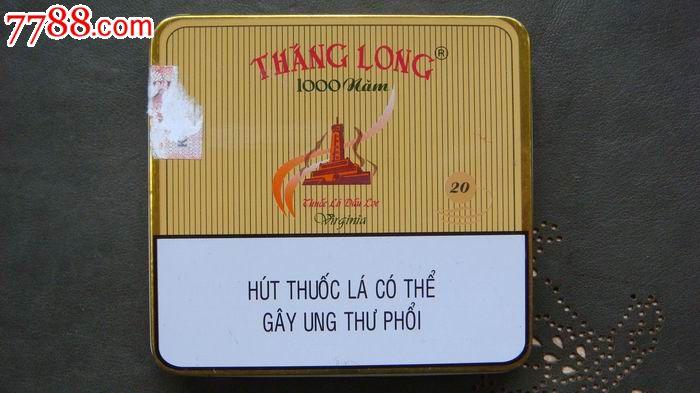 7788.com
THĂNG LONG®
1000 Năm
20
Thuốc Lá Đầu Lọc
Virginia
HÚT THUỐC LÁ CÓ THỂ
GÂY UNG THƯ PHỔI